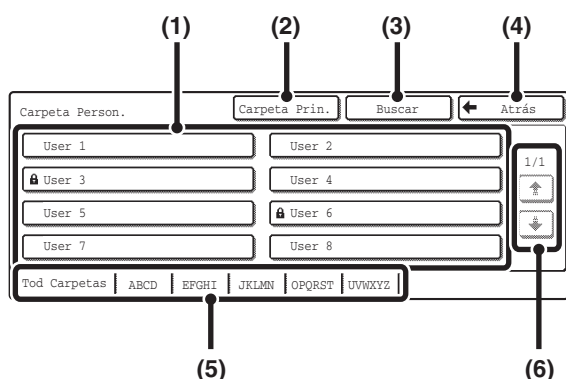 (1) (2) (3) (4)
Carpeta Person. Carpeta Prin. Buscar Atrás
User 1 User 2
1/1
User 3 User 4
User 5 User 6
User 7 User 8
Tod Carpetas ABCD EFGHI JKLMN OPQRST UVWXYZ
(5) (6)